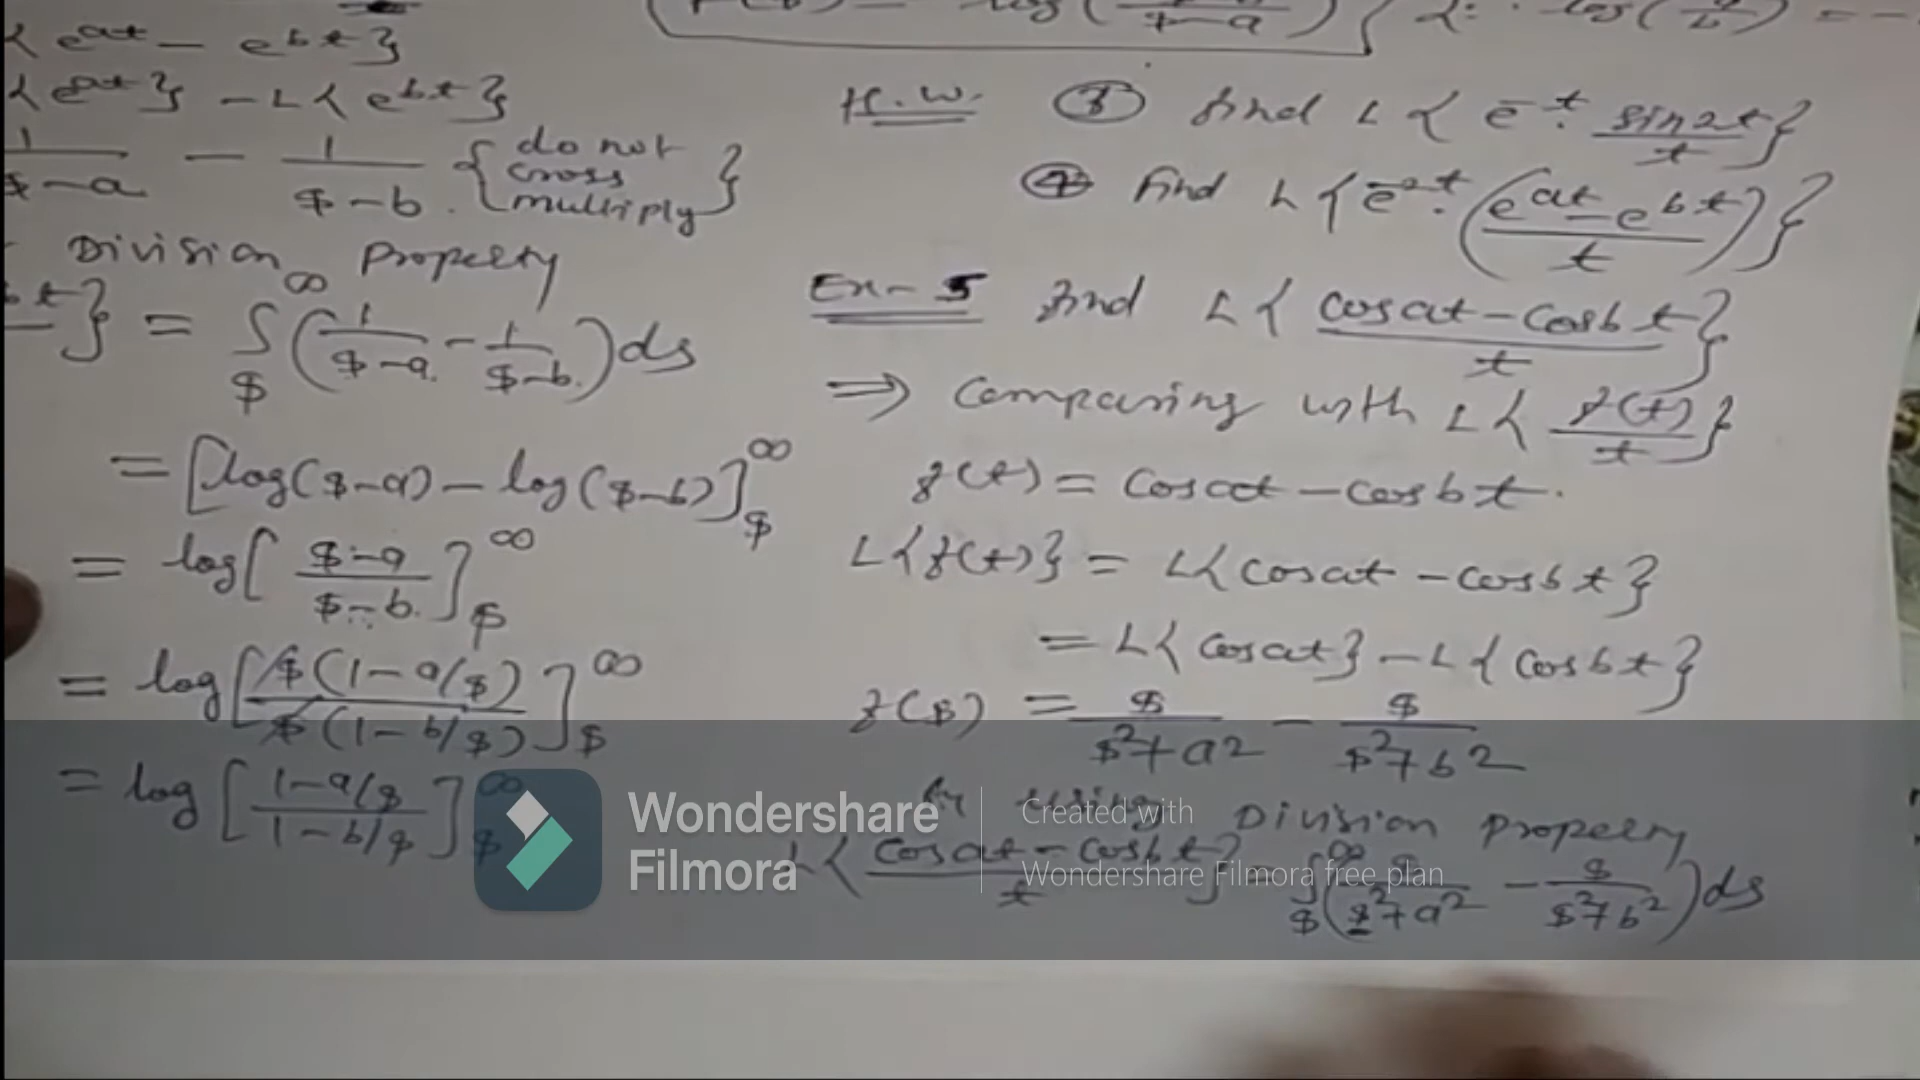 {e^at - e^bt}
{e^at} - L{e^bt}
1/s-a - 1/s-b. {do not cross multiply}
Division Property
bt} = ∫_s^∞ (1/s-a. - 1/s-b.) ds
= [log(s-a) - log(s-b)]_s^∞
= log[s-a / s-b.]_s^∞
= log[s(1-a/s) / s(1-b/s)]_s^∞
= log[1-a/s / 1-b/s]_s^∞
H.W. ③ find L{e^-t. sin2t/t}
④ Find L{e^-2t. (e^at - e^bt / t)}
Ex-5 find L{cosat - cosbt / t}
⇒ Comparing with L{f(t)/t}
f(t) = cosat - cosbt.
L{f(t)} = L{cosat - cosbt}
= L{cosat} - L{cosbt}
f(s) = s/s²+a² - s/s²+b²
by using Division Property
L{cosat - cosbt / t} = ∫_s^∞ (s/s²+a² - s/s²+b²) ds
Wondershare
Filmora
Created with
Wondershare Filmora free plan